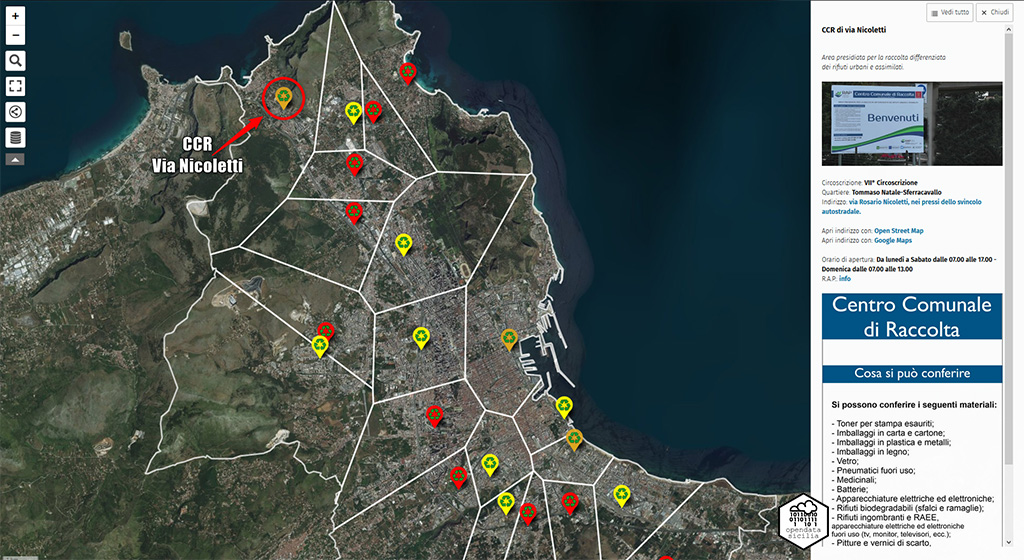 +
−
CCR
Via Nicoletti
Vedi tutto
Chiudi
CCR di via Nicoletti
Area presidiata per la raccolta differenziata
dei rifiuti urbani e assimilati.
Centro Comunale di Raccolta
Benvenuti
Circoscrizione: VII° Circoscrizione
Quartiere: Tommaso Natale-Sferracavallo
Indirizzo: via Rosario Nicoletti, nei pressi dello svincolo
autostradale.
Apri indirizzo con: Open Street Map
Apri indirizzo con: Google Maps
Orario di apertura: Da lunedì a Sabato dalle 07.00 alle 17.00 -
Domenica dalle 07.00 alle 13.00
R.A.P. info
Centro Comunale
di Raccolta
Cosa si può conferire
Si possono conferire i seguenti materiali:
- Toner per stampa esauriti;
- Imballaggi in carta e cartone;
- Imballaggi in plastica e metalli;
- Imballaggi in legno;
- Vetro;
- Pneumatici fuori uso;
- Medicinali;
- Batterie;
- Apparecchiature elettriche ed elettroniche;
- Rifiuti biodegradabili (sfalci e ramaglie);
- Rifiuti ingombranti e RAEE,
apparecchiature elettriche ed elettroniche
fuori uso (tv, monitor, televisori, ecc.);
- Pitture e vernici di scarto,
opendata
sicilia